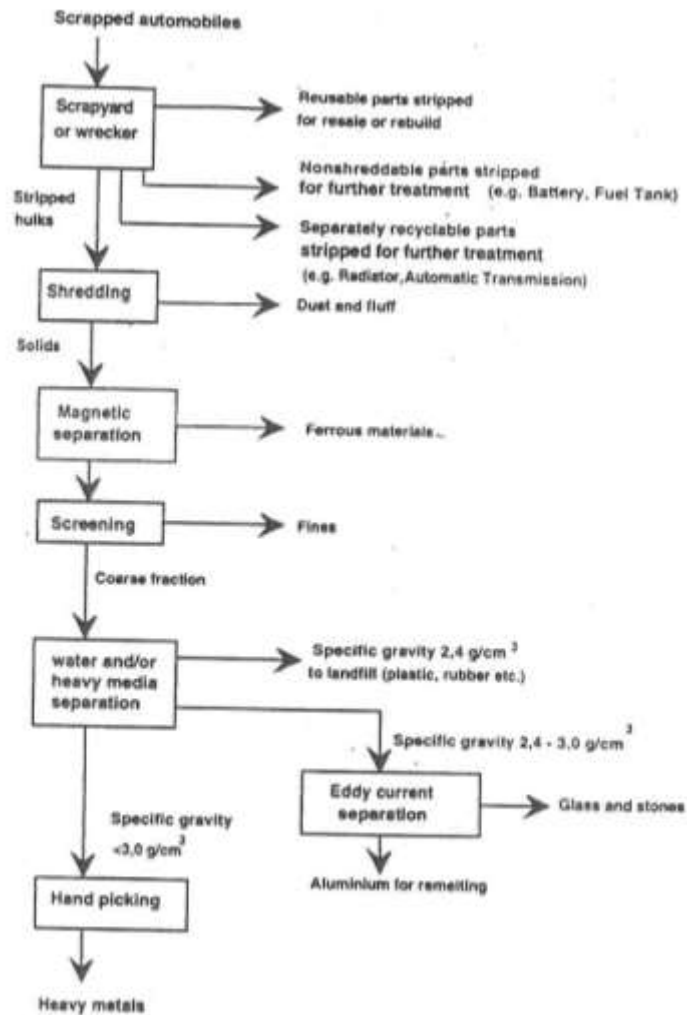 Scrapped automobiles
Scrapyard
or wrecker
Reusable parts stripped
for resale or rebuild
Nonshreddable parts stripped
for further treatment (e.g. Battery, Fuel Tank)
Stripped
hulks
Separately recyclable parts
stripped for further treatment
(e.g. Radiator,Automatic Transmission)
Shredding
Dust and fluff
Solids
Magnetic
separation
Ferrous materials
Screening
Fines
Coarse fraction
water and/or
heavy media
separation
Specific gravity 2,4 g/cm³
to landfill (plastic, rubber etc.)
Specific gravity 2,4 - 3,0 g/cm³
Eddy current
separation
Glass and stones
Specific gravity
<3,0 g/cm³
Aluminium for remelting
Hand picking
Heavy metals